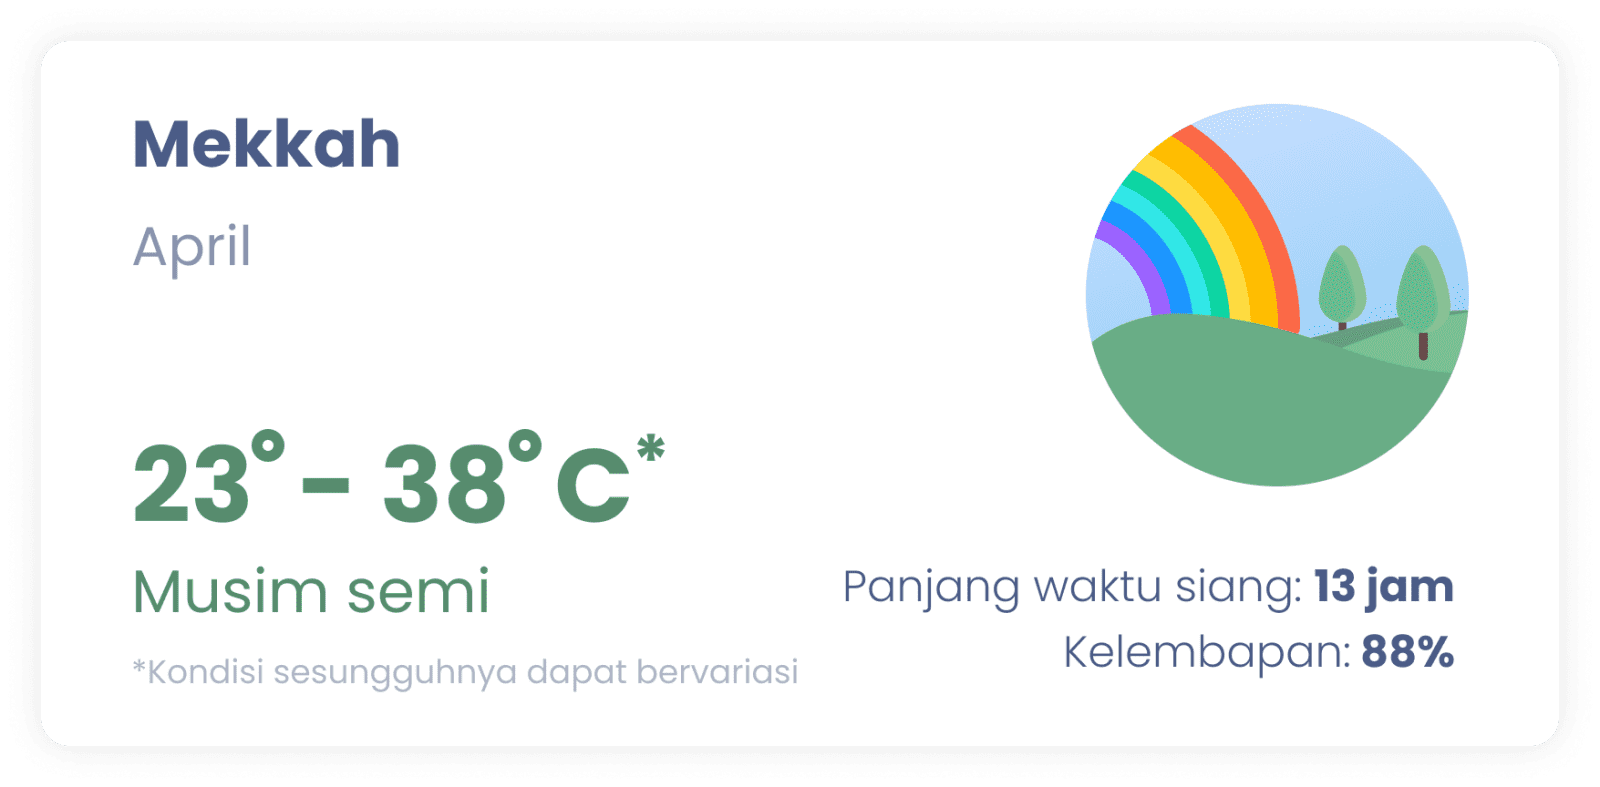 Mekkah
April
23° - 38° C*
Musim semi
*Kondisi sesungguhnya dapat bervariasi
Panjang waktu siang: 13 jam
Kelembapan: 88%